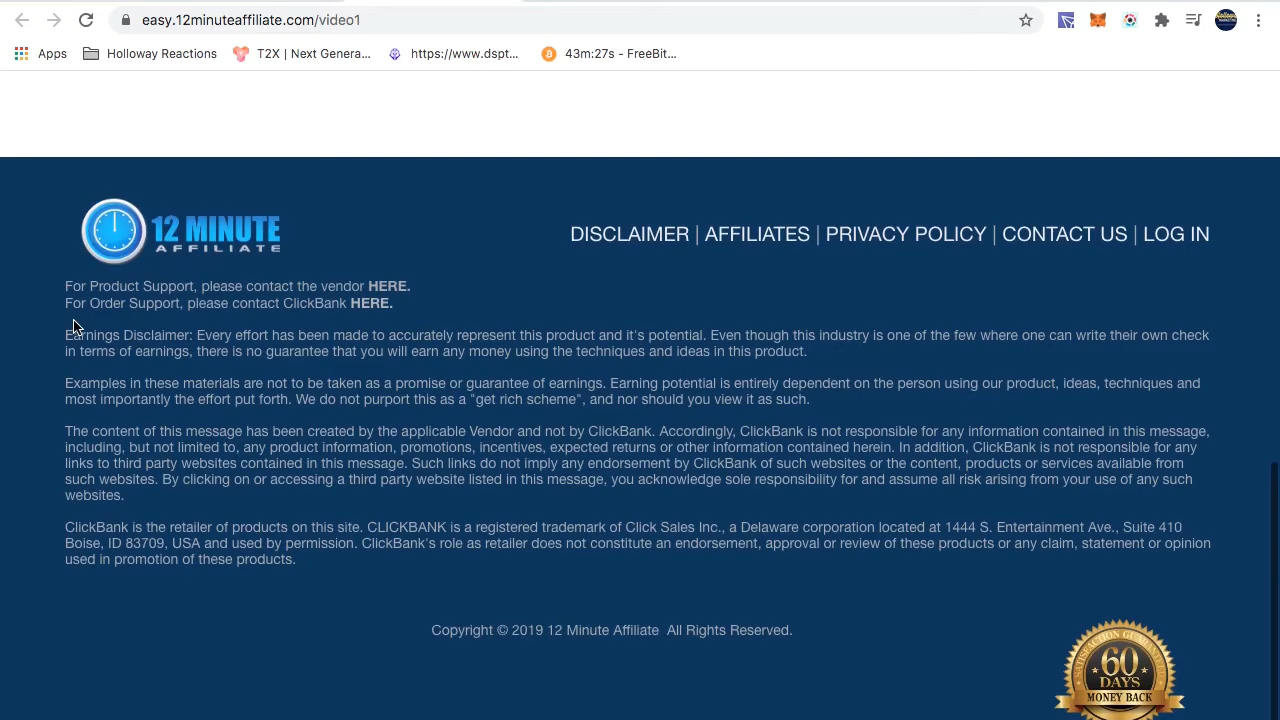 easy.12minuteaffiliate.com/video1
Apps
Holloway Reactions
T2X | Next Genera...
https://www.dspt...
43m:27s - FreeBit...
12 MINUTE
AFFILIATE
DISCLAIMER | AFFILIATES | PRIVACY POLICY | CONTACT US | LOG IN
For Product Support, please contact the vendor HERE.
For Order Support, please contact ClickBank HERE.
Earnings Disclaimer: Every effort has been made to accurately represent this product and it's potential. Even though this industry is one of the few where one can write their own check
in terms of earnings, there is no guarantee that you will earn any money using the techniques and ideas in this product.
Examples in these materials are not to be taken as a promise or guarantee of earnings. Earning potential is entirely dependent on the person using our product, ideas, techniques and
most importantly the effort put forth. We do not purport this as a "get rich scheme", and nor should you view it as such.
The content of this message has been created by the applicable Vendor and not by ClickBank. Accordingly, ClickBank is not responsible for any information contained in this message,
including, but not limited to, any product information, promotions, incentives, expected returns or other information contained herein. In addition, ClickBank is not responsible for any
links to third party websites contained in this message. Such links do not imply any endorsement by ClickBank of such websites or the content, products or services available from
such websites. By clicking on or accessing a third party website listed in this message, you acknowledge sole responsibility for and assume all risk arising from your use of any such
websites.
ClickBank is the retailer of products on this site. CLICKBANK is a registered trademark of Click Sales Inc., a Delaware corporation located at 1444 S. Entertainment Ave., Suite 410
Boise, ID 83709, USA and used by permission. ClickBank's role as retailer does not constitute an endorsement, approval or review of these products or any claim, statement or opinion
used in promotion of these products.
Copyright © 2019 12 Minute Affiliate All Rights Reserved.
SATISFACTION GUARANTEE
60
DAYS
MONEY BACK